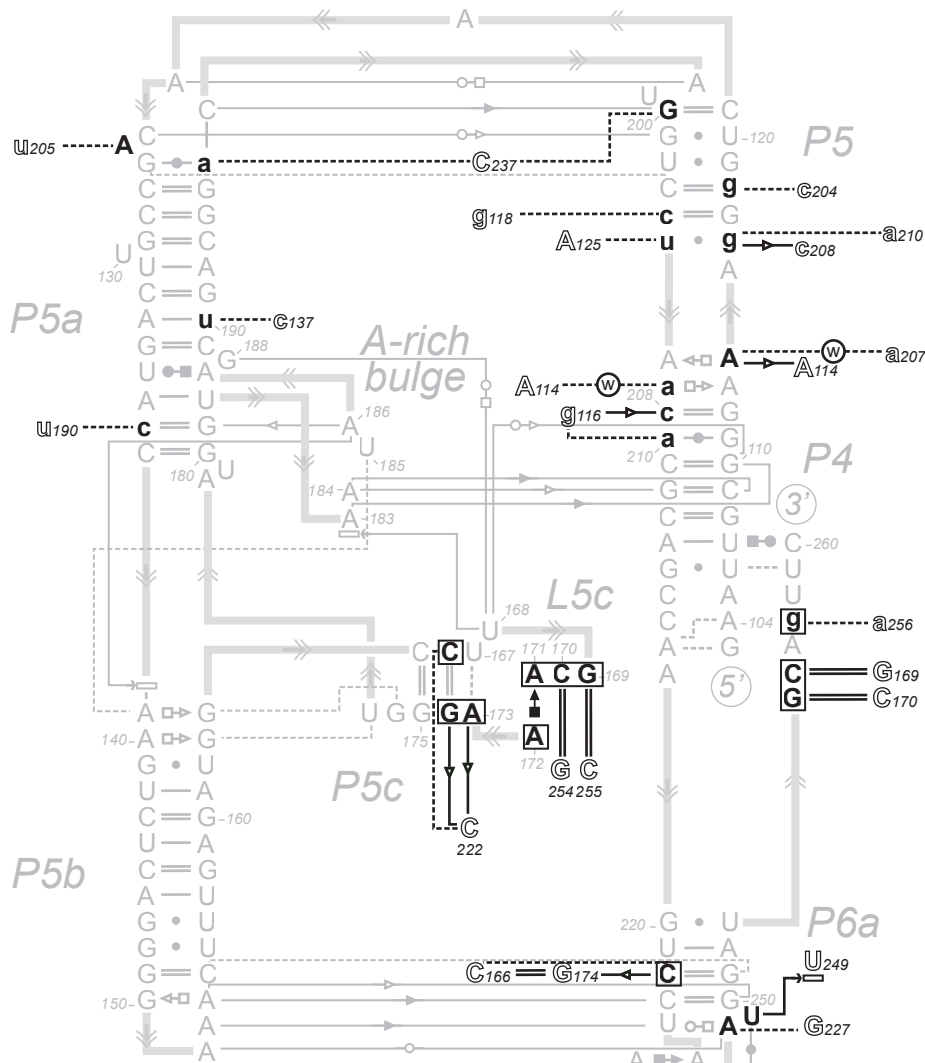 A
A A
U
C G C
200
u205 A C G U -120 P5
G a C237 U G
C G C g c204
C G g118 c G
G C A125 u g a210
U c208
130 U A A
C G
P5a A u c137
190
G C A-rich
G 188 A A w a207
U A bulge A114
A114 w a A
A U 208
g116 c G
186
u190 c G A
a G
C G U 185 210 110
180 U C G P4
A
184 A G C 3'
A 183 C G
A U C -260
G U U
L5c C A U
168
U C A 104 g a256
C C U -167 A G A
171 170
A C G -169 A 5' C G169
G C170
A G U G G G A 173 A
140 A G 175 172
G U P5c G C
U A 254 255
C G -160 C
U A 222
C G
P5b A U
G U 220 G U P6a
G U U A U249
G C C166 G174 C G
150 G A C G 250
A U A U G227
A A A